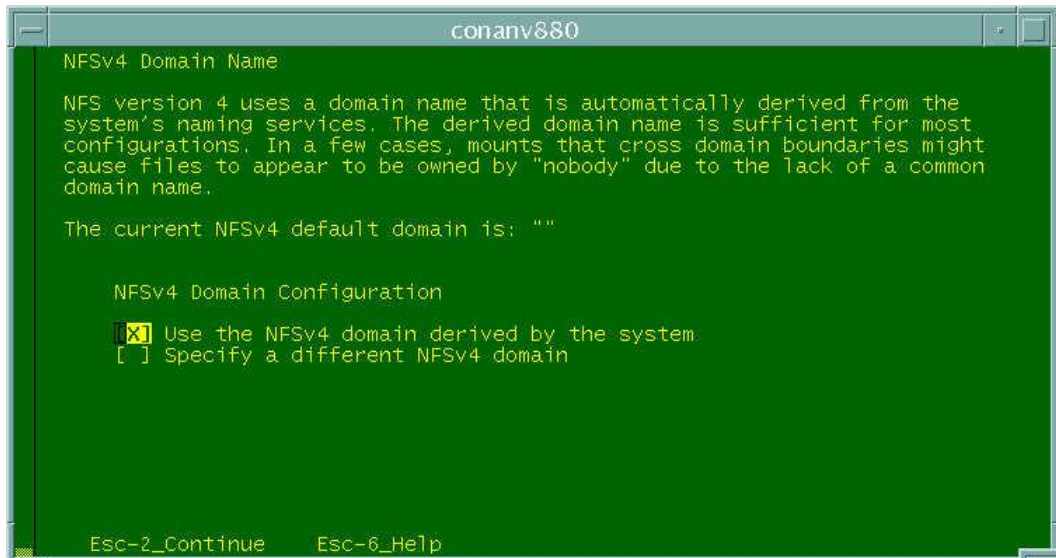 conanv880
NFSv4 Domain Name
NFS version 4 uses a domain name that is automatically derived from the
system's naming services. The derived domain name is sufficient for most
configurations. In a few cases, mounts that cross domain boundaries might
cause files to appear to be owned by "nobody" due to the lack of a common
domain name.
The current NFSv4 default domain is: ""
NFSv4 Domain Configuration
[X] Use the NFSv4 domain derived by the system
[ ] Specify a different NFSv4 domain
Esc-2_Continue Esc-6_Help